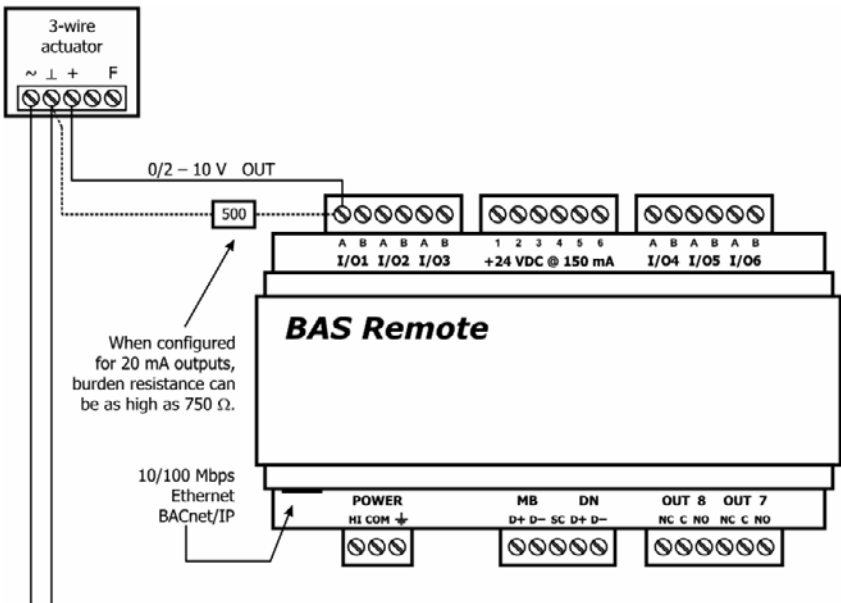 3-wire
actuator
~ ⊥ + F
0/2 – 10 V OUT
500
A B A B A B
I/O1 I/O2 I/O3
1 2 3 4 5 6
+24 VDC @ 150 mA
A B A B A B
I/O4 I/O5 I/O6
BAS Remote
When configured
for 20 mA outputs,
burden resistance can
be as high as 750 Ω.
10/100 Mbps
Ethernet
BACnet/IP
POWER
HI COM ⏚
MB DN
D+ D– SC D+ D–
OUT 8 OUT 7
NC C NO NC C NO